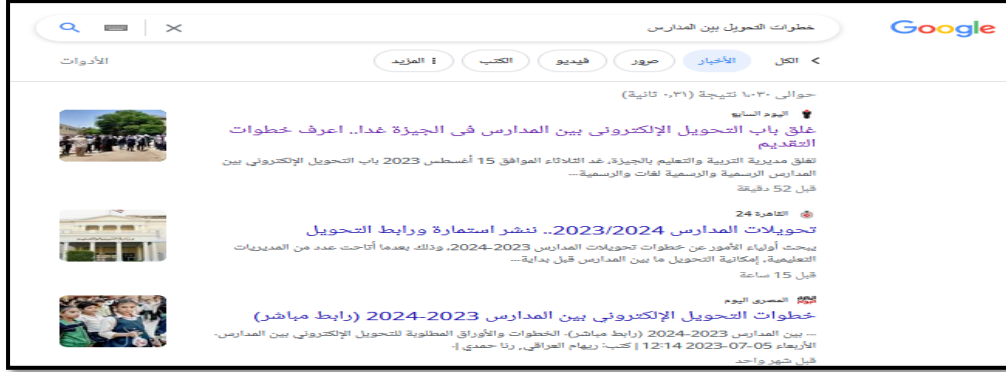 Google
خطوات التحويل بين المدارس
الكل
الأخبار
صور
فيديو
الكتب
المزيد
الأدوات
حوالى ١٠٣٠ نتيجة (٠٫٣١ ثانية)
اليوم السابع
غلق باب التحويل الإلكترونى بين المدارس فى الجيزة غدا.. اعرف خطوات
التقديم
تغلق مديرية التربية والتعليم بالجيزة، غد الثلاثاء الموافق 15 أغسطس 2023 باب التحويل الإلكتروني بين
المدارس الرسمية والرسمية لغات والرسمية...
قبل 52 دقيقة
القاهرة 24
تحويلات المدارس 2023/2024.. ننشر استمارة ورابط التحويل
يبحث أولياء الأمور عن خطوات تحويلات المدارس 2023-2024، وذلك بعدما أتاحت عدد من المديريات
التعليمية، إمكانية التحويل ما بين المدارس قبل بداية...
قبل 15 ساعة
المصرى اليوم
خطوات التحويل الإلكتروني بين المدارس 2023-2024 (رابط مباشر)
... بين المدارس 2023-2024 (رابط مباشر). الخطوات والأوراق المطلوبة للتحويل الإلكتروني بين المدارس.
الأربعاء 05-07-2023 12:14 | كتب: ريهام العراقي, رنا حمدي |.
قبل شهر واحد